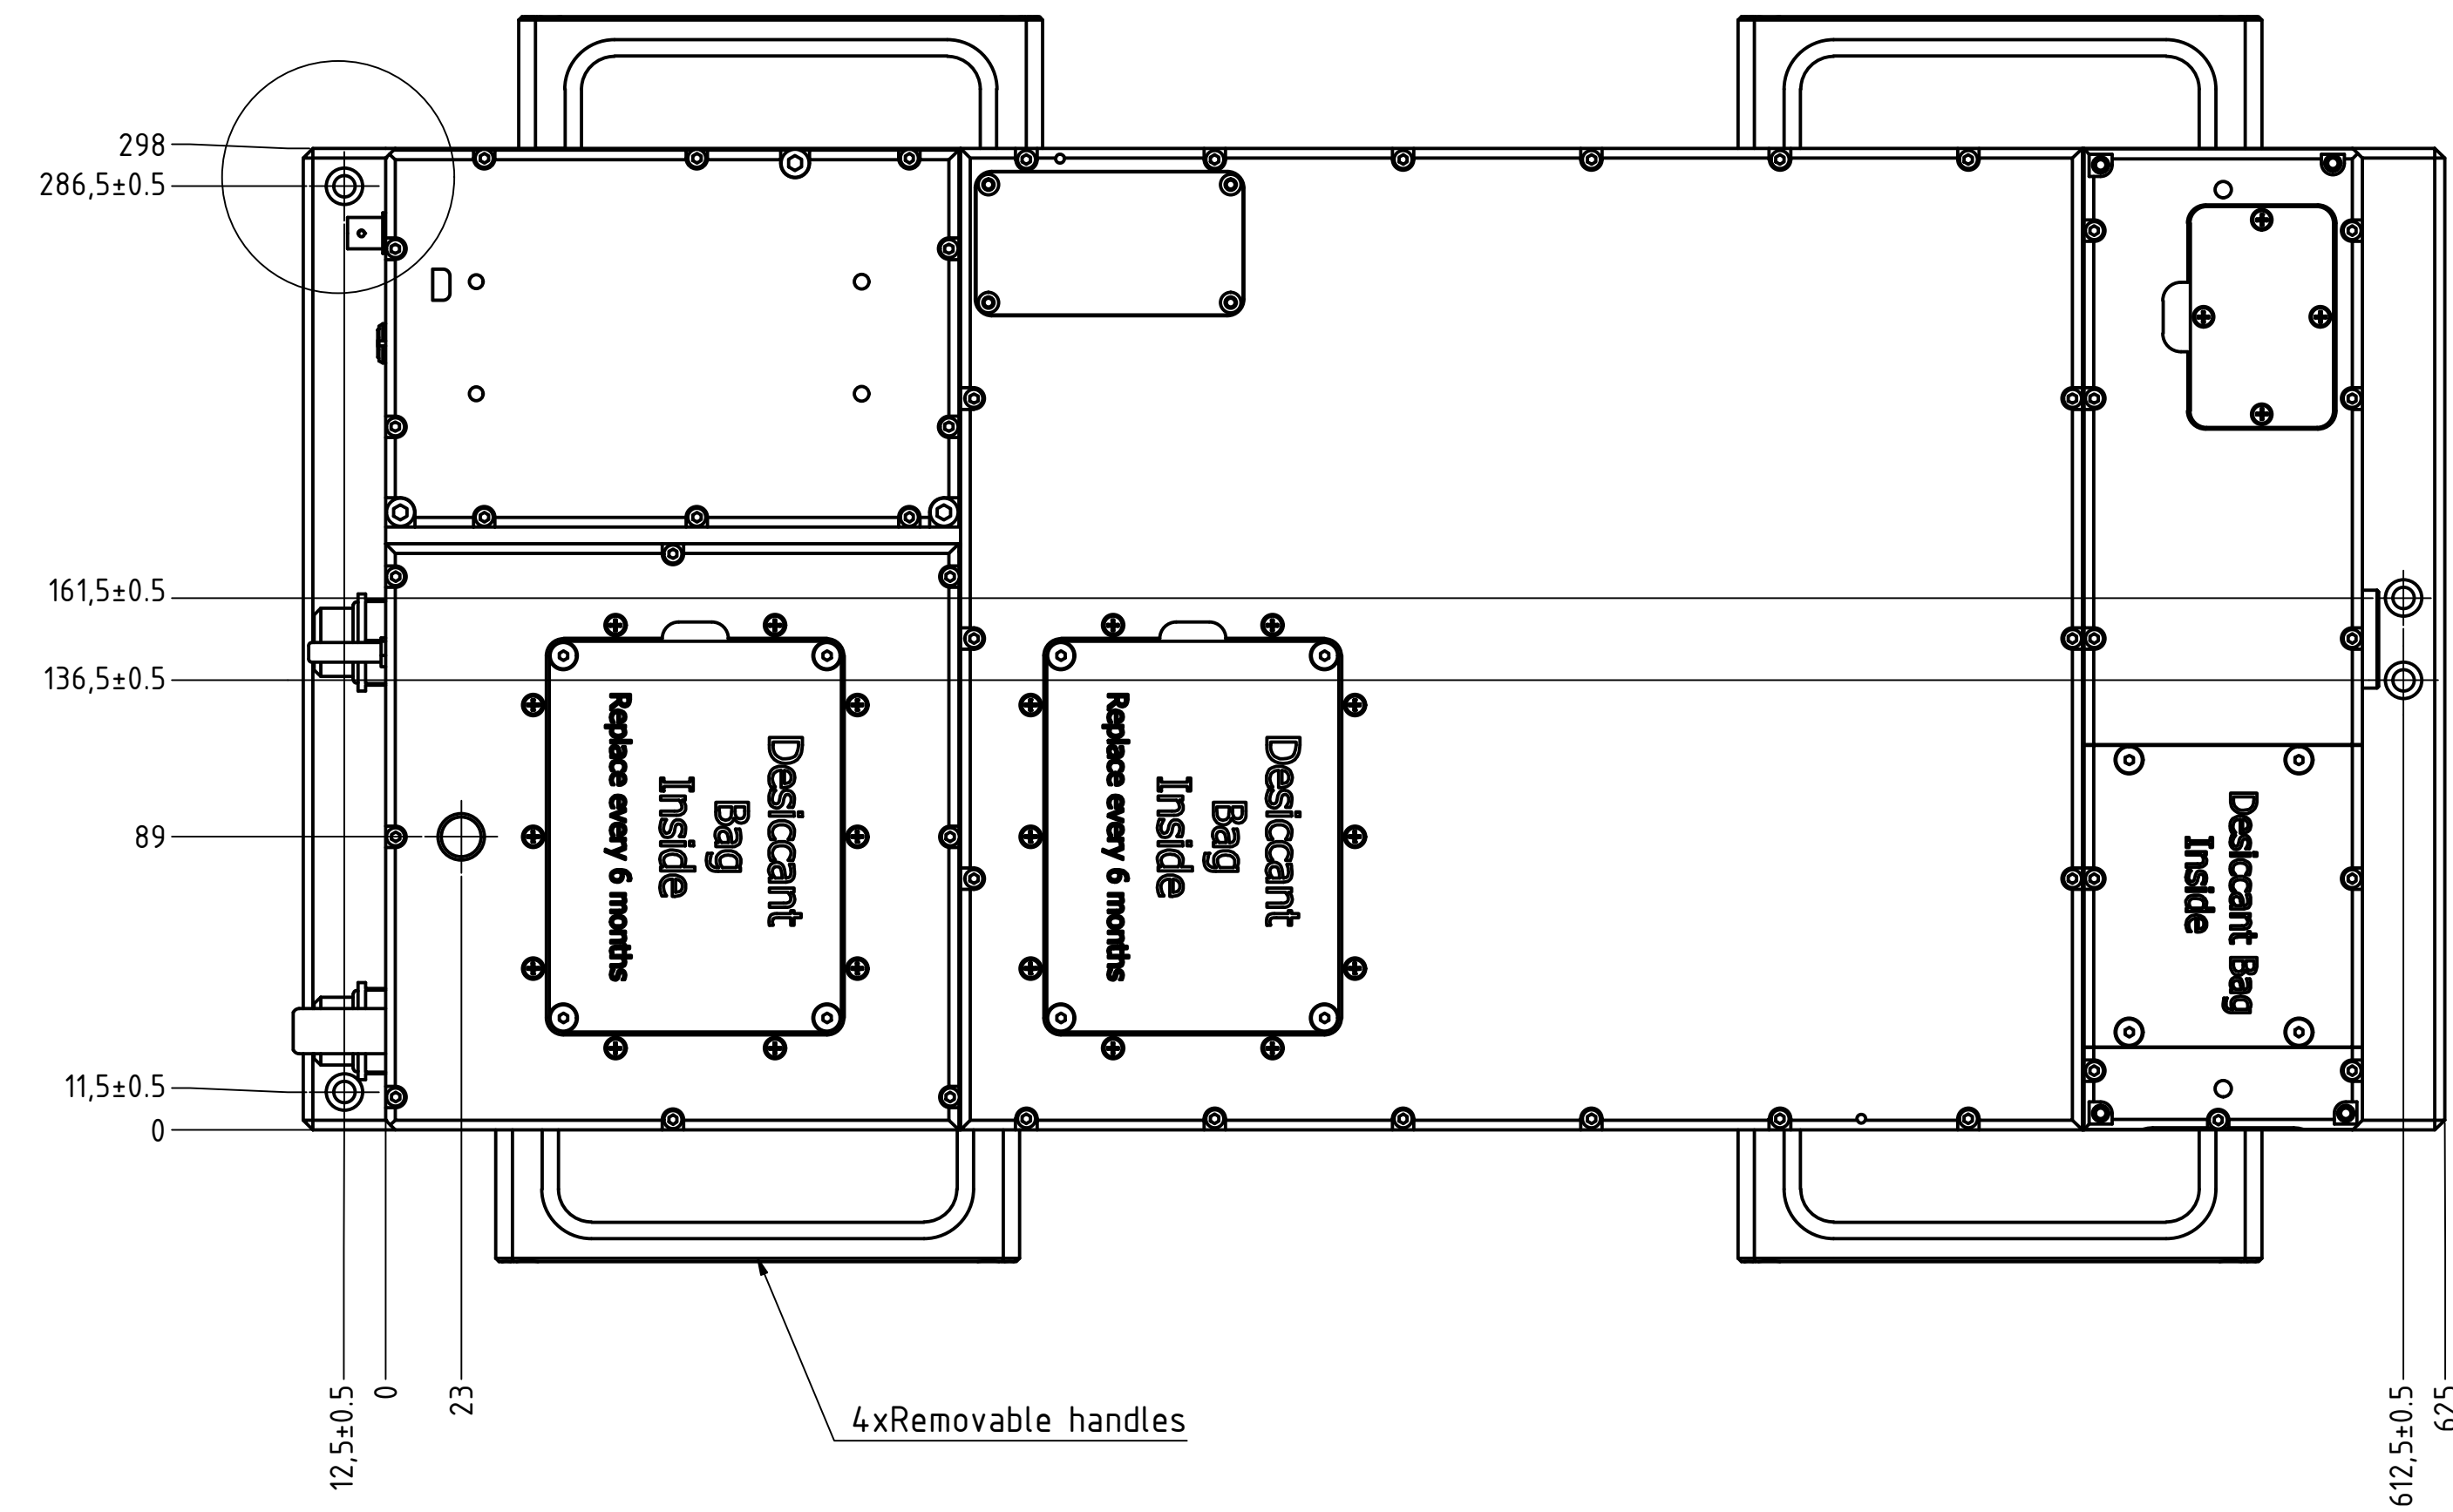 298
286,5±0.5
161,5±0.5
136,5±0.5
89
11,5±0.5
0
Desiccant
Bag
Inside
Replace every 6 months
Desiccant
Bag
Inside
Replace every 6 months
Desiccant Bag
Inside
12,5±0.5
0
23
4xRemovable handles
612,5±0.5
625